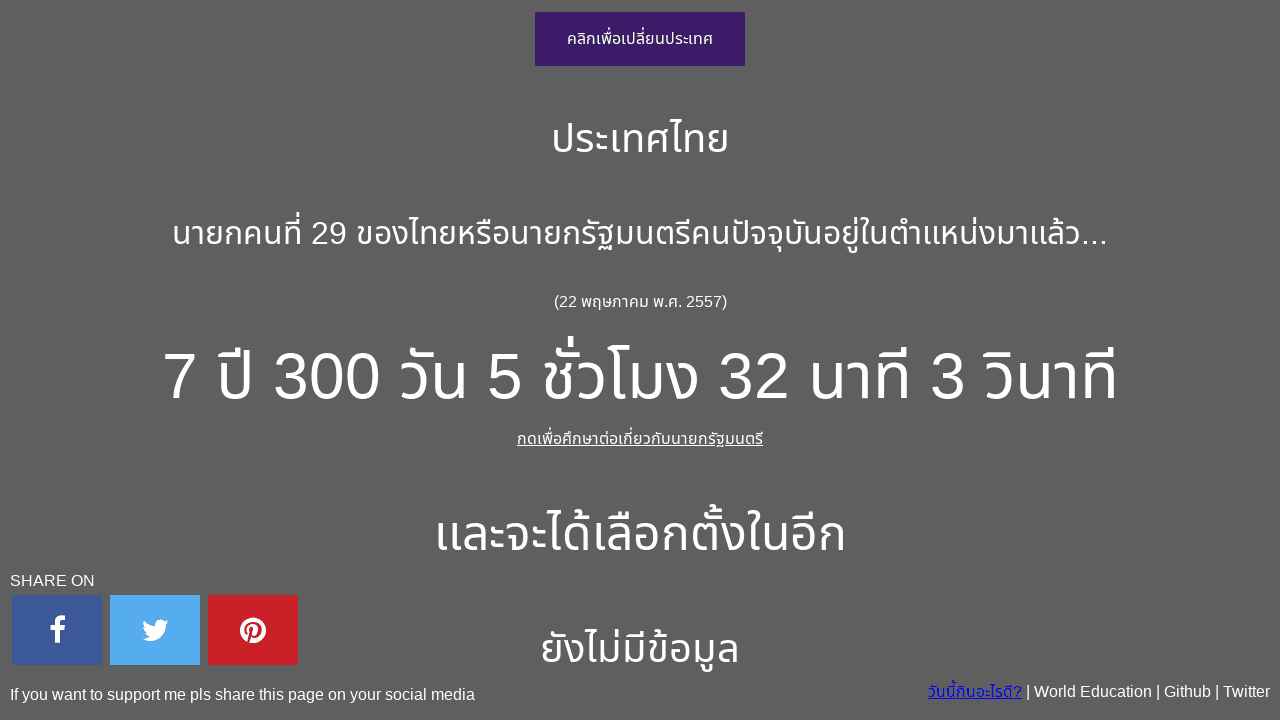 คลิกเพื่อเปลี่ยนประเทศ
ประเทศไทย
นายกคนที่ 29 ของไทยหรือนายกรัฐมนตรีคนปัจจุบันอยู่ในตำแหน่งมาแล้ว...
(22 พฤษภาคม พ.ศ. 2557)
7 ปี 300 วัน 5 ชั่วโมง 32 นาที 3 วินาที
กดเพื่อศึกษาต่อเกี่ยวกับนายกรัฐมนตรี
และจะได้เลือกตั้งในอีก
ยังไม่มีข้อมูล
SHARE ON
If you want to support me pls share this page on your social media
วันนี้กินอะไรดี? | World Education | Github | Twitter